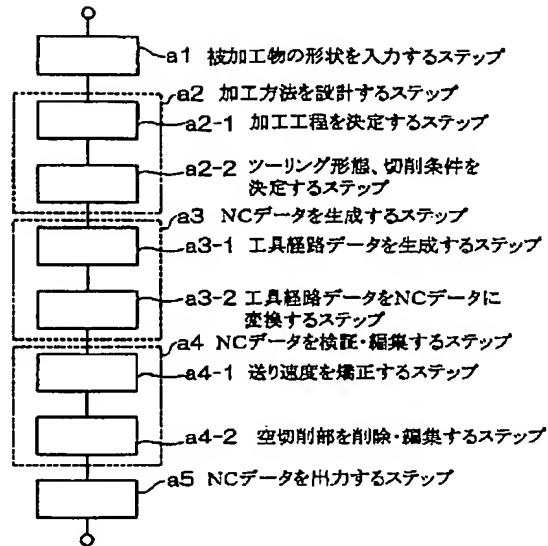 a1 被加工物の形状を入力するステップ
a2 加工方法を設計するステップ
a2-1 加工工程を決定するステップ
a2-2 ツーリング形態、切削条件を
決定するステップ
a3 NCデータを生成するステップ
a3-1 工具経路データを生成するステップ
a3-2 工具経路データをNCデータに
変換するステップ
a4 NCデータを検証・編集するステップ
a4-1 送り速度を矯正するステップ
a4-2 空切削部を削除・編集するステップ
a5 NCデータを出力するステップ